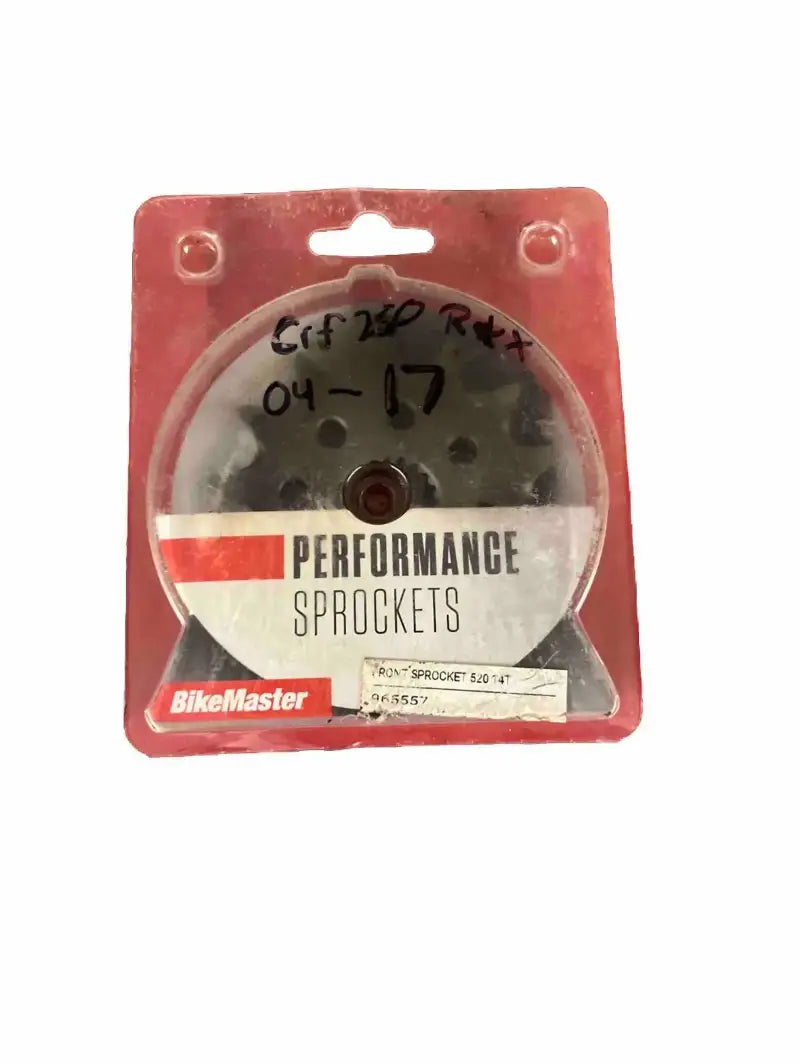 Crf 250 R & X
04 - 17
PERFORMANCE
SPROCKETS
FRONT SPROCKET 520 14T
965557
BikeMaster